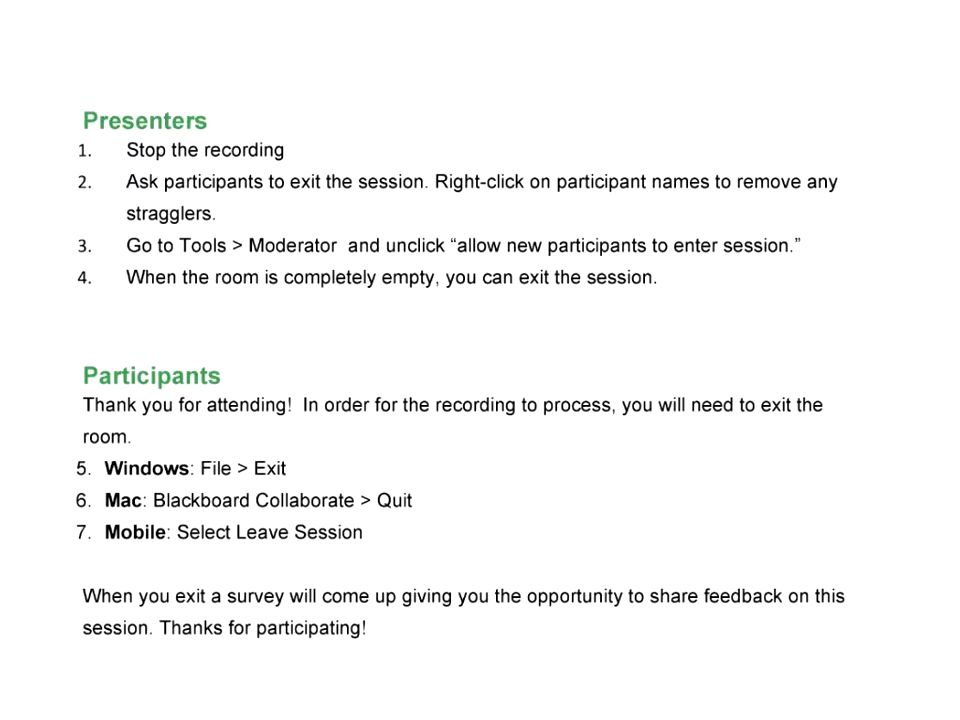 Presenters
1. Stop the recording
2. Ask participants to exit the session. Right-click on participant names to remove any
stragglers.
3. Go to Tools > Moderator  and unclick “allow new participants to enter session.”
4. When the room is completely empty, you can exit the session.
Participants
Thank you for attending!  In order for the recording to process, you will need to exit the
room.
5. Windows: File > Exit
6. Mac: Blackboard Collaborate > Quit
7. Mobile: Select Leave Session
When you exit a survey will come up giving you the opportunity to share feedback on this
session. Thanks for participating!